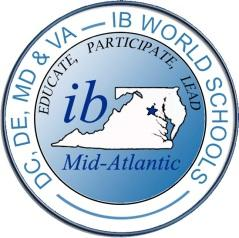 DC, DE, MD & VA — IB WORLD SCHOOLS —
EDUCATE, PARTICIPATE, LEAD
ib
Mid-Atlantic